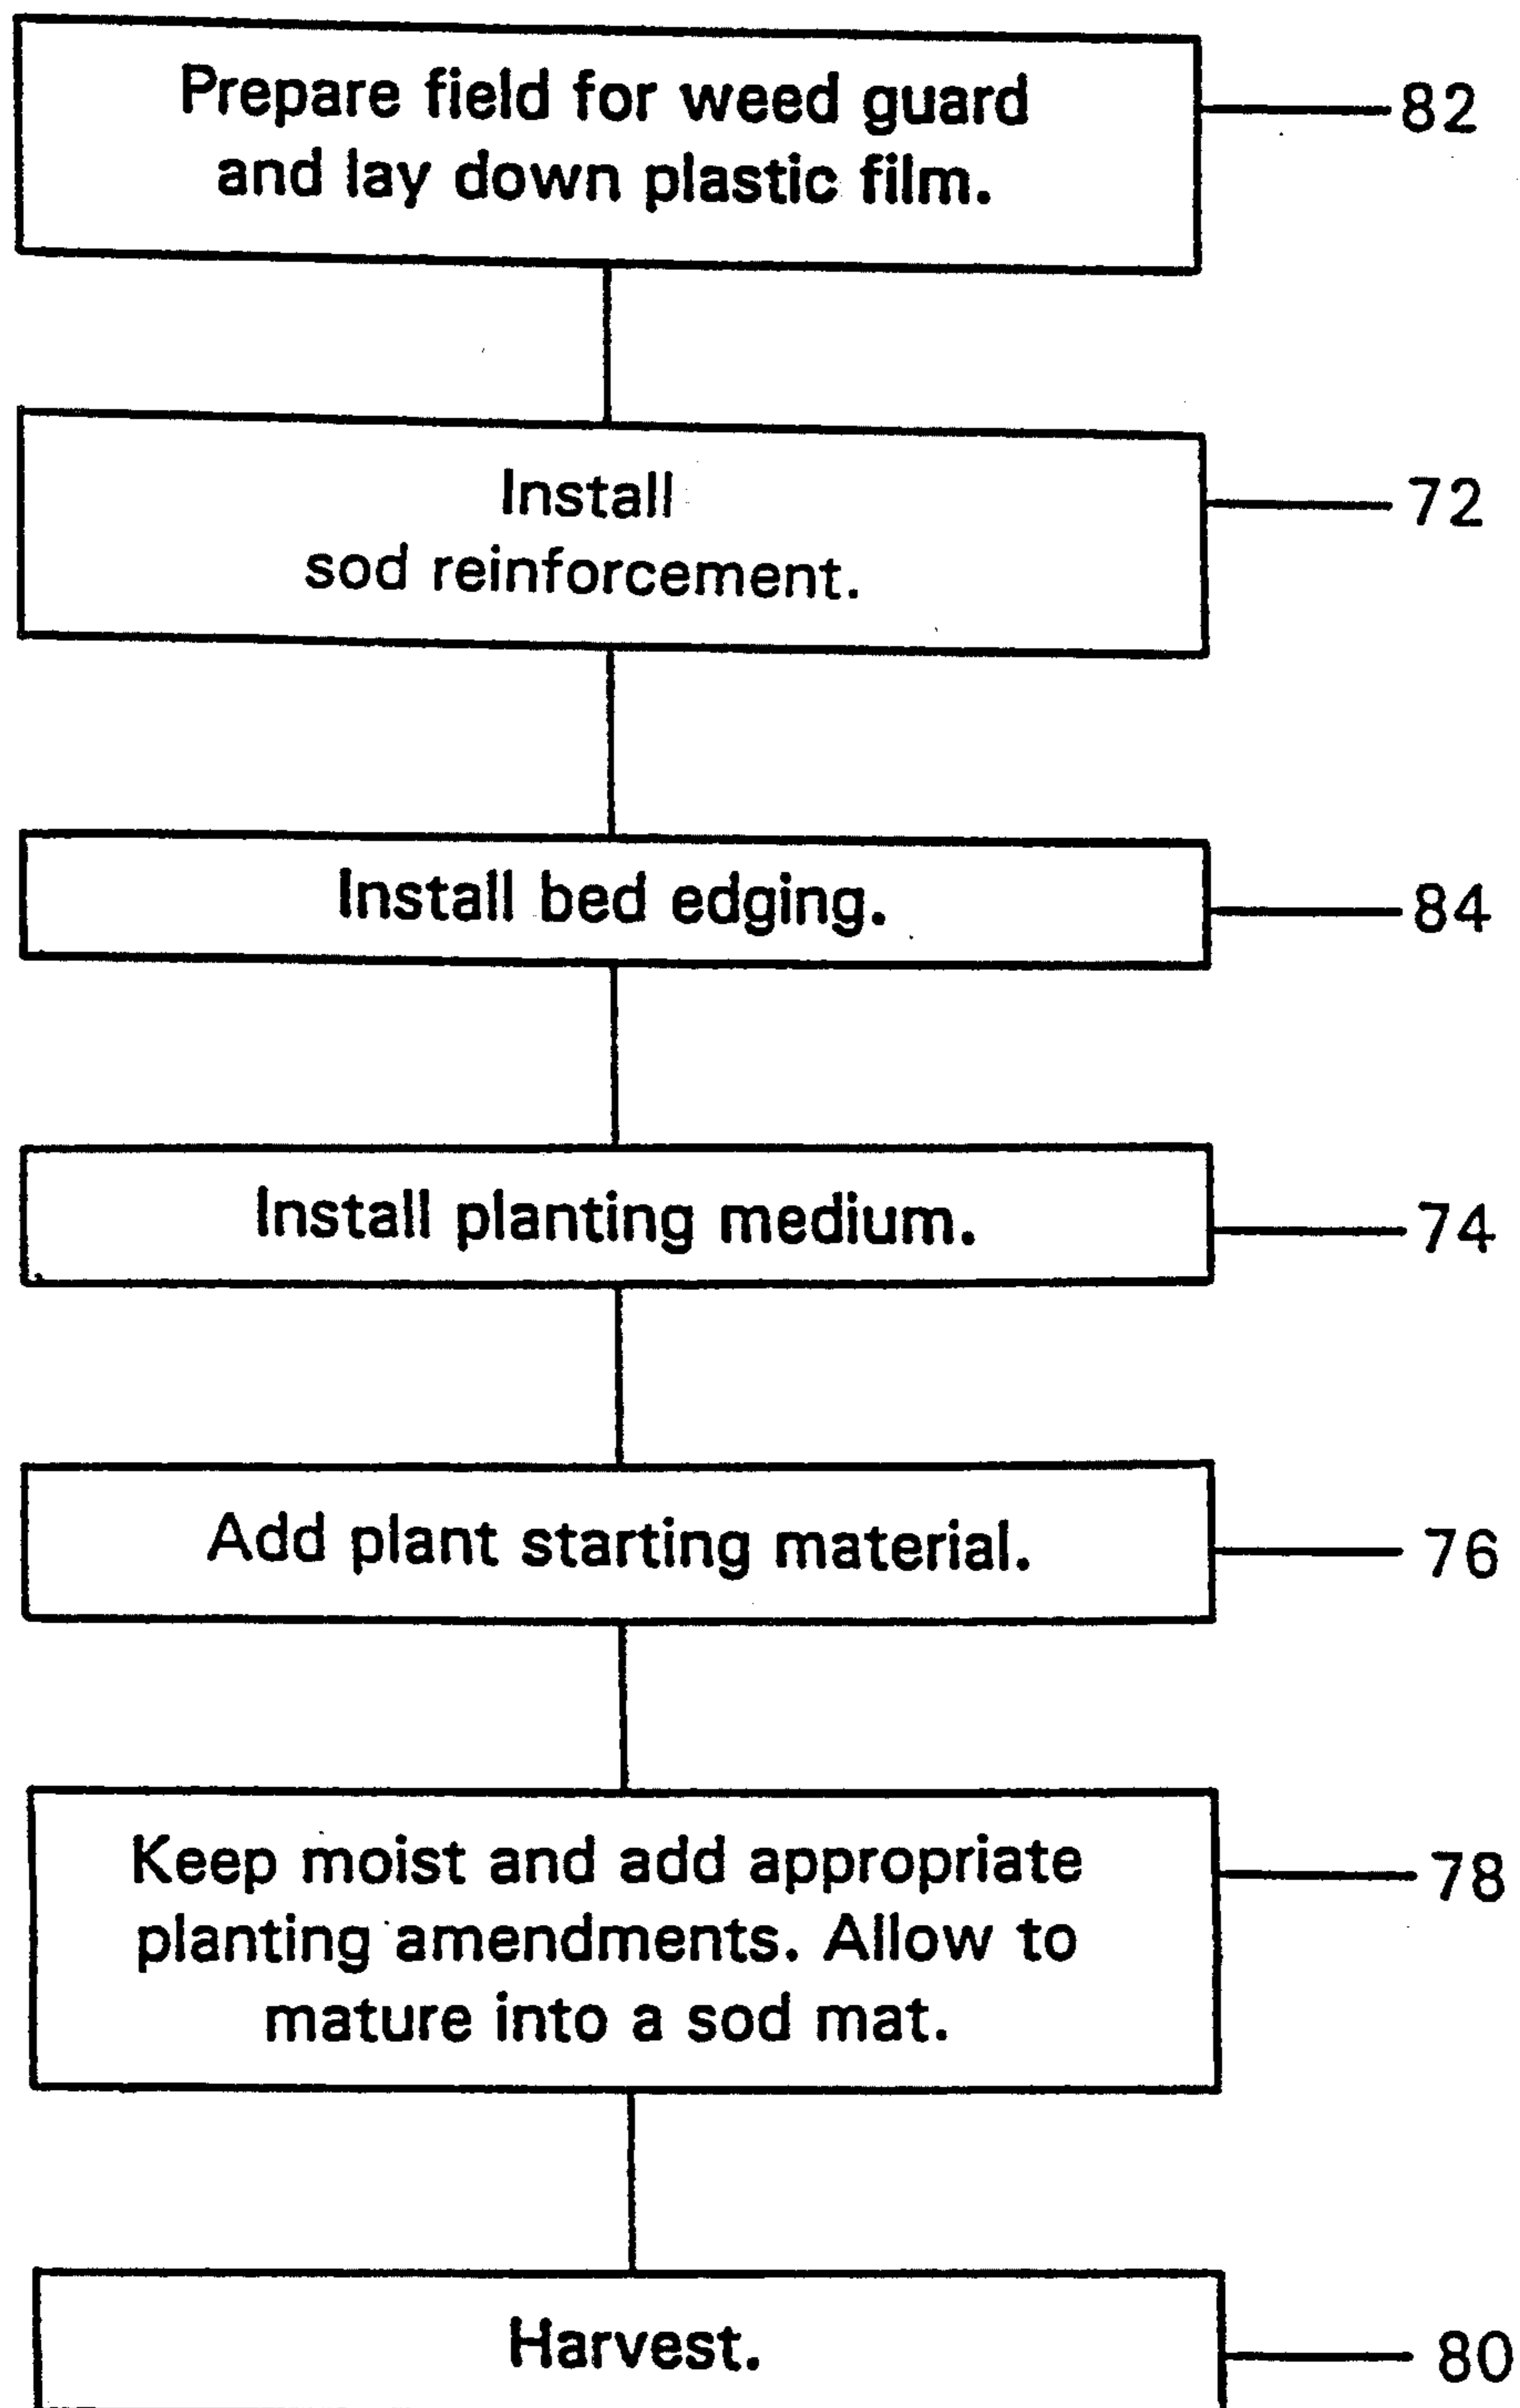 Prepare field for weed guard
and lay down plastic film.
82
Install
sod reinforcement.
72
Install bed edging.
84
Install planting medium.
74
Add plant starting material.
76
Keep moist and add appropriate
planting amendments. Allow to
mature into a sod mat.
78
Harvest.
80